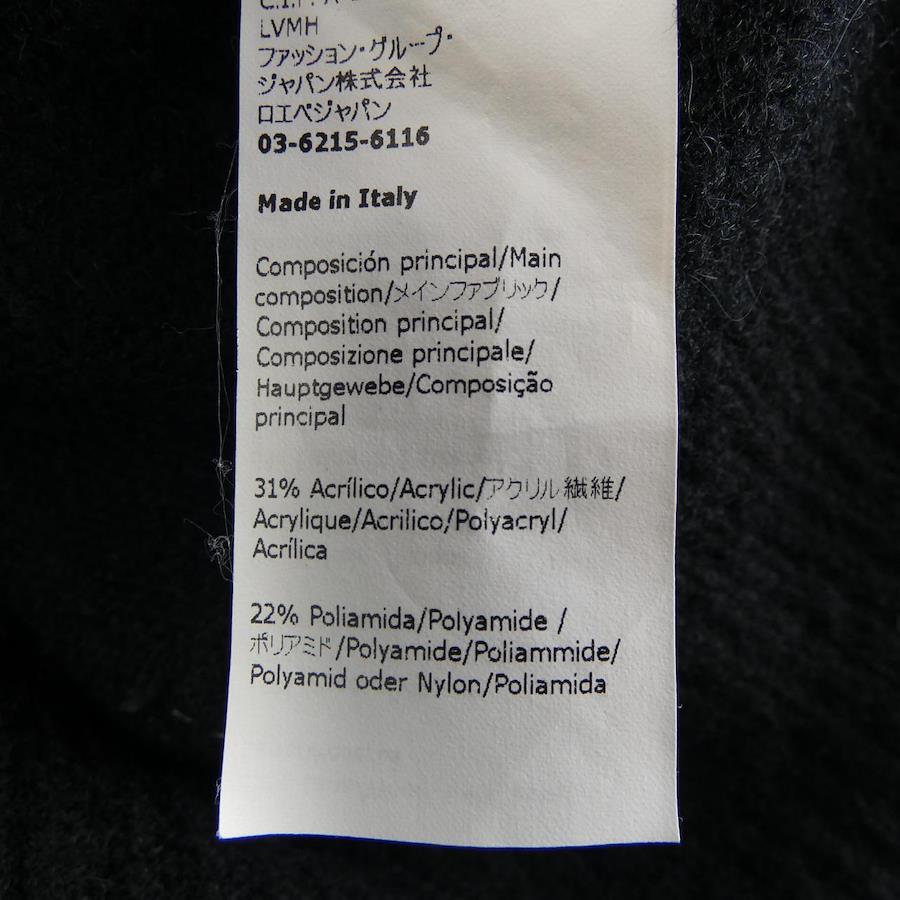 LVMH
ファッション・グループ・
ジャパン株式会社
ロエベジャパン
03-6215-6116
Made in Italy
Composición principal/Main
composition/メインファブリック/
Composition principal/
Composizione principale/
Hauptgewebe/Composição
principal
31% Acrílico/Acrylic/アクリル繊維/
Acrylique/Acrilico/Polyacryl/
Acrílica
22% Poliamida/Polyamide /
ポリアミド/Polyamide/Poliammide/
Polyamid oder Nylon/Poliamida